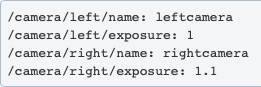 /camera/left/name: leftcamera
/camera/left/exposure: 1
/camera/right/name: rightcamera
/camera/right/exposure: 1.1